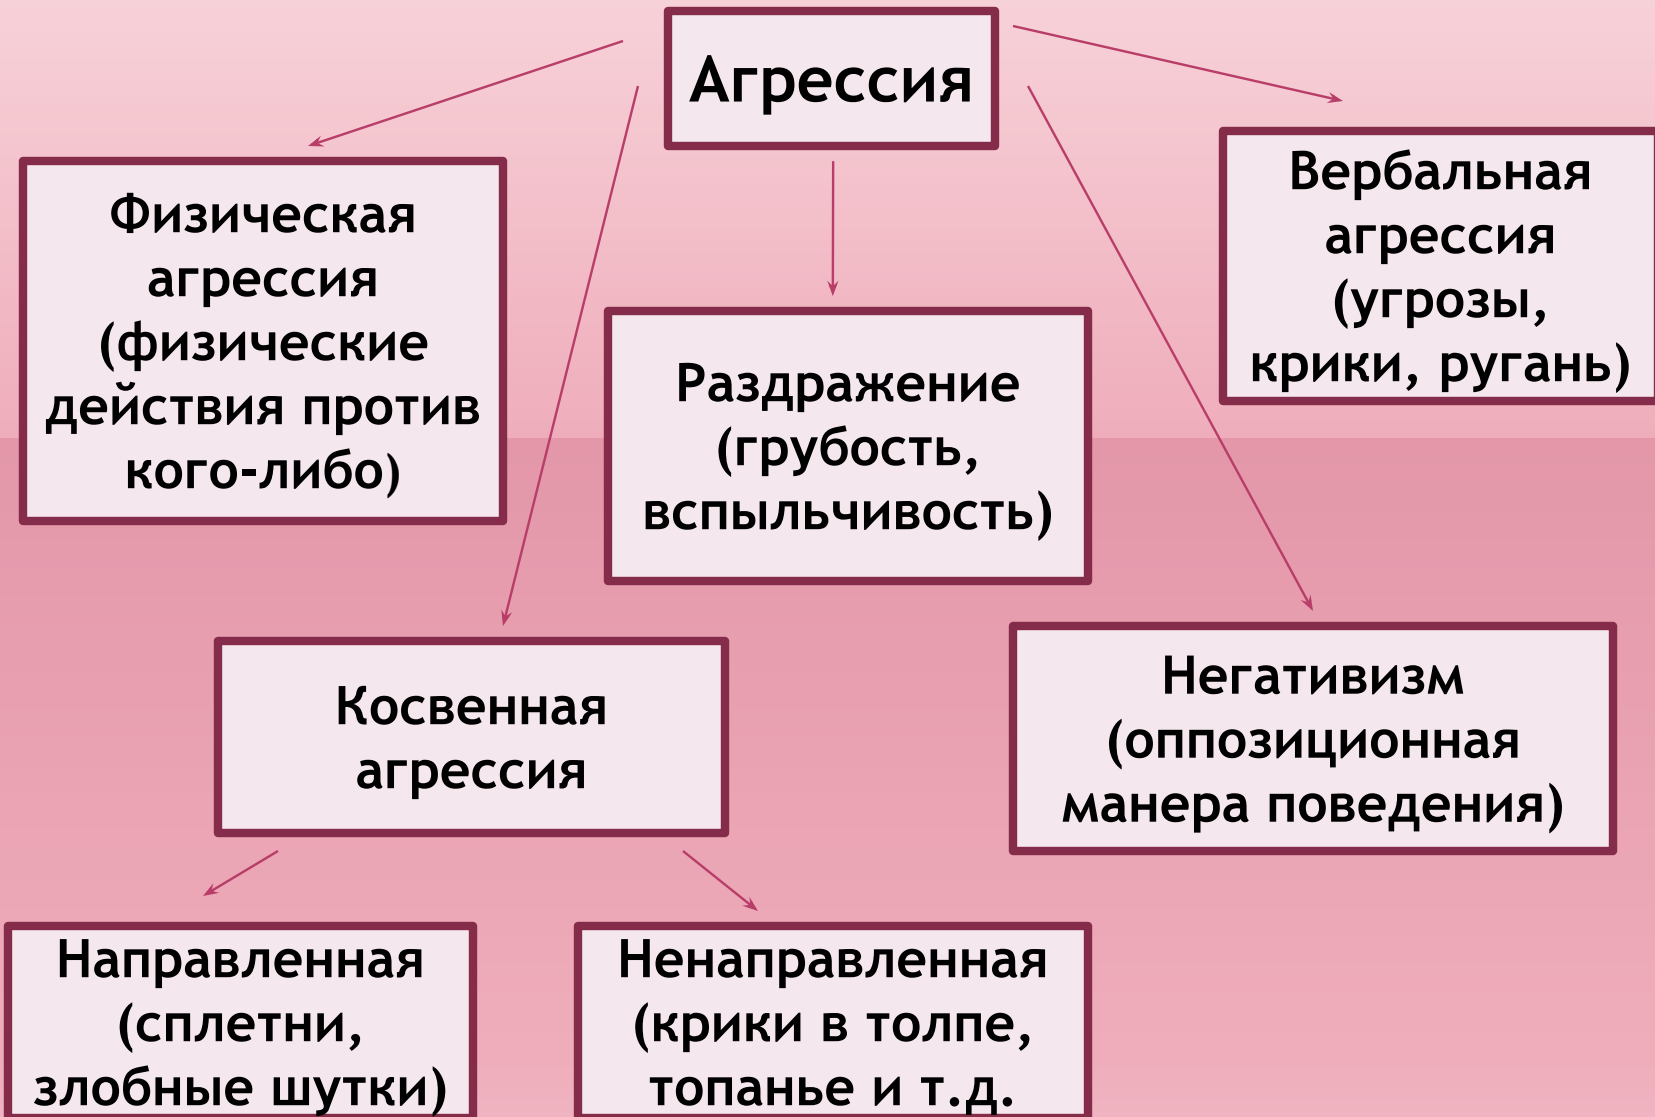 Агрессия
Физическая
агрессия
(физические
действия против
кого-либо)
Раздражение
(грубость,
вспыльчивость)
Вербальная
агрессия
(угрозы,
крики, ругань)
Косвенная
агрессия
Негативизм
(оппозиционная
манера поведения)
Направленная
(сплетни,
злобные шутки)
Ненаправленная
(крики в толпе,
топанье и т.д.